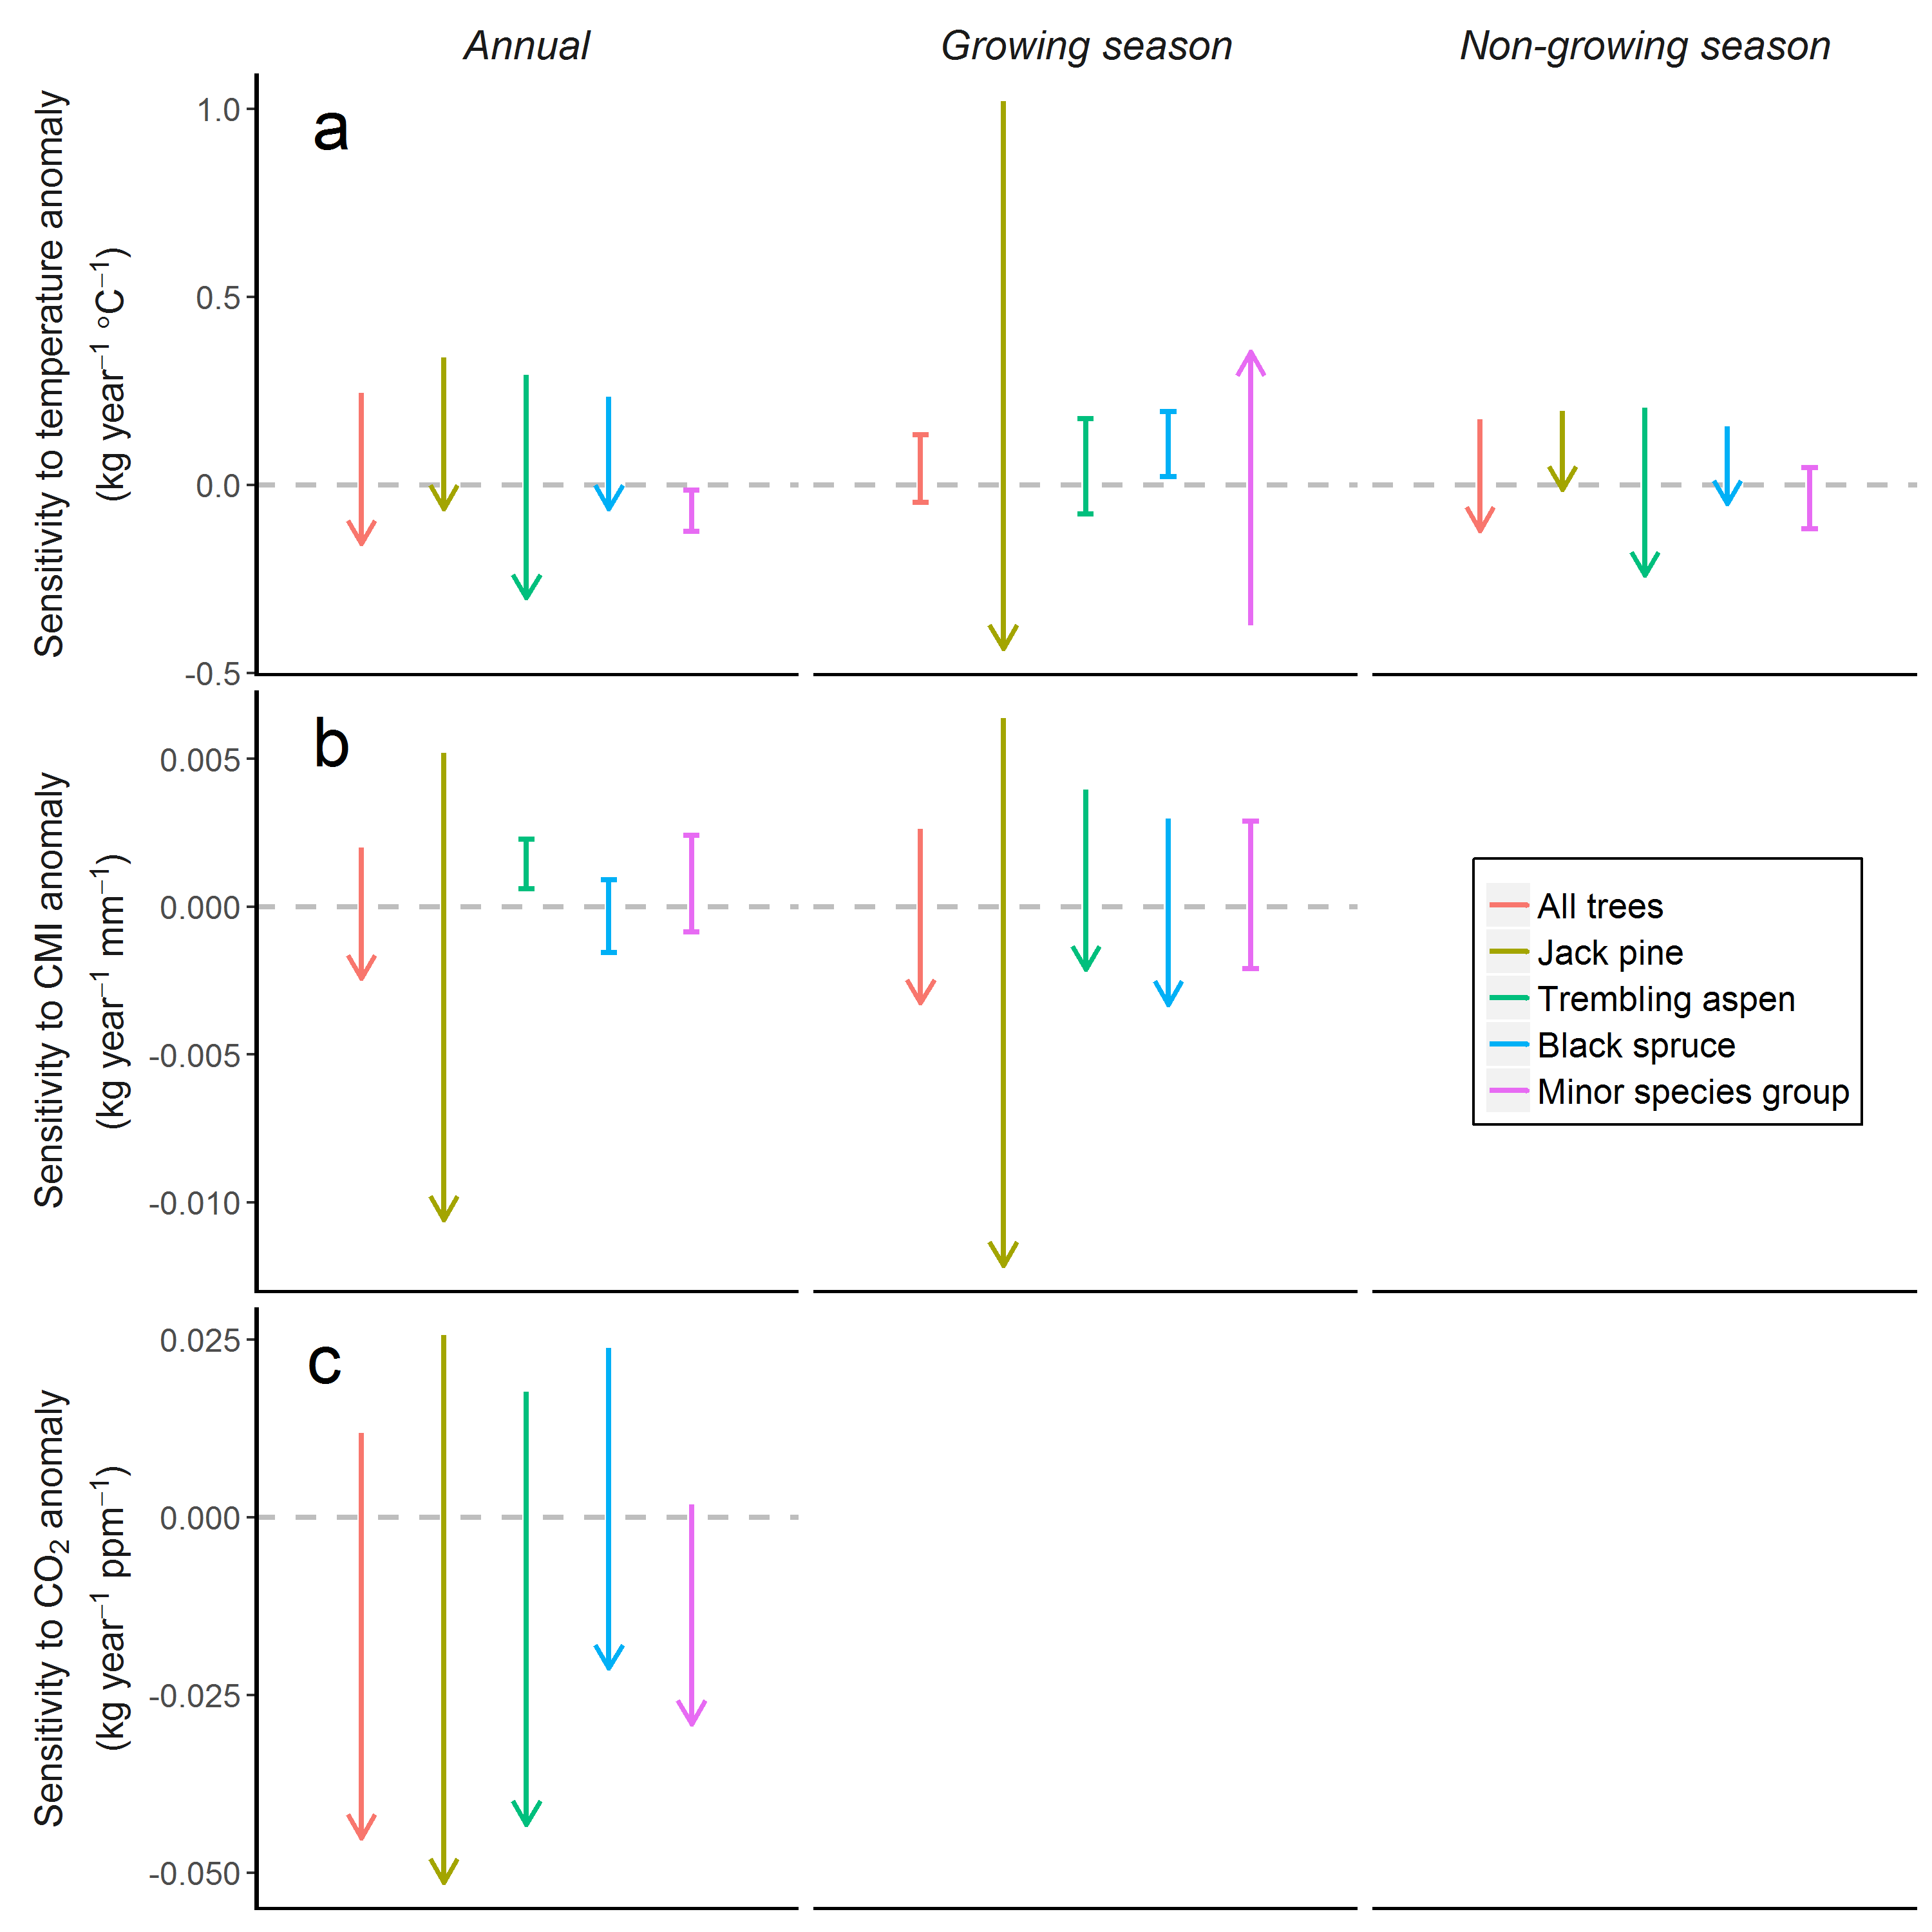 Annual
Growing season
Non-growing season
a
Sensitivity to temperature anomaly
(kg year⁻¹ °C⁻¹)
1.0
0.5
0.0
-0.5
b
Sensitivity to CMI anomaly
(kg year⁻¹ mm⁻¹)
0.005
0.000
-0.005
-0.010
All trees
Jack pine
Trembling aspen
Black spruce
Minor species group
c
Sensitivity to CO₂ anomaly
(kg year⁻¹ ppm⁻¹)
0.025
0.000
-0.025
-0.050